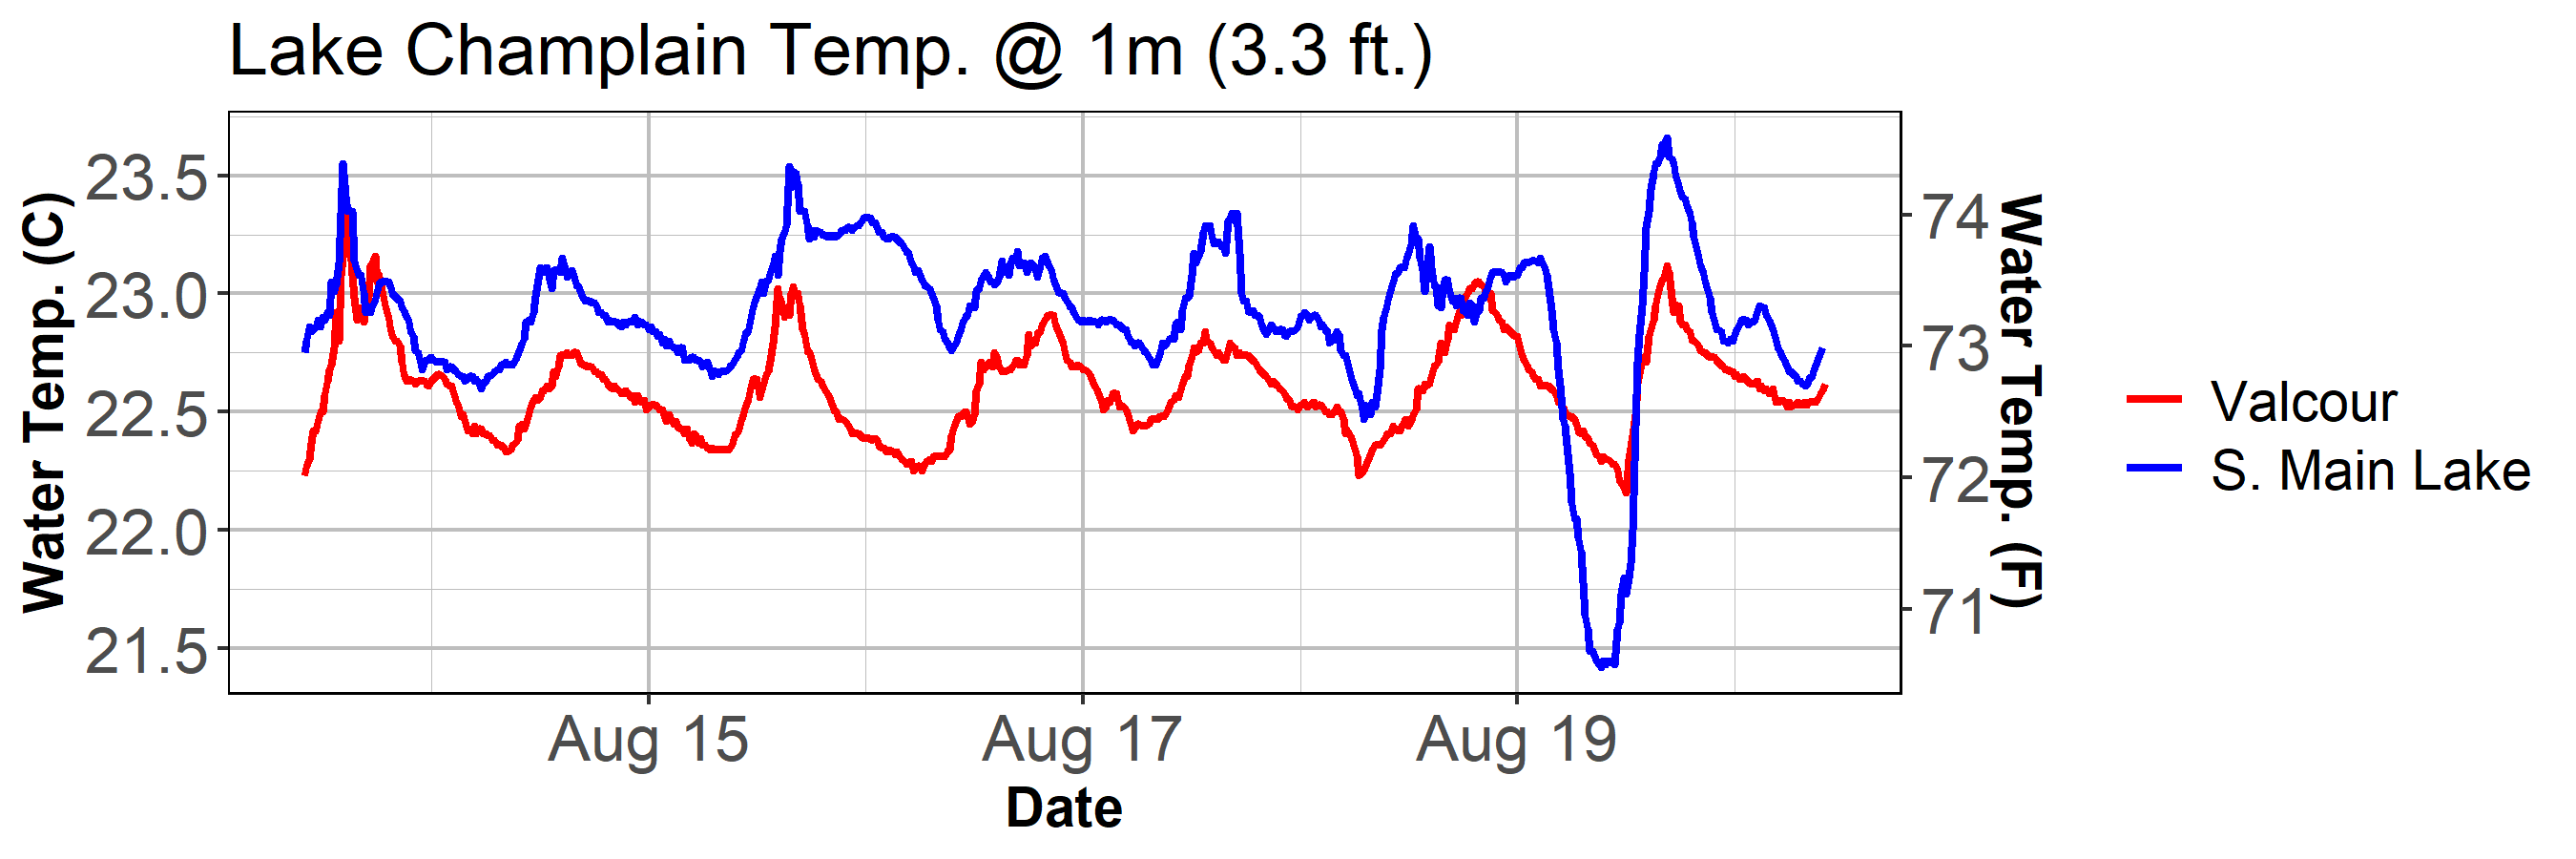 Lake Champlain Temp. @ 1m (3.3 ft.)
Water Temp. (C)
23.5
23.0
22.5
22.0
21.5
74
73
72
71
Water Temp. (F)
Aug 15
Aug 17
Aug 19
Date
Valcour
S. Main Lake